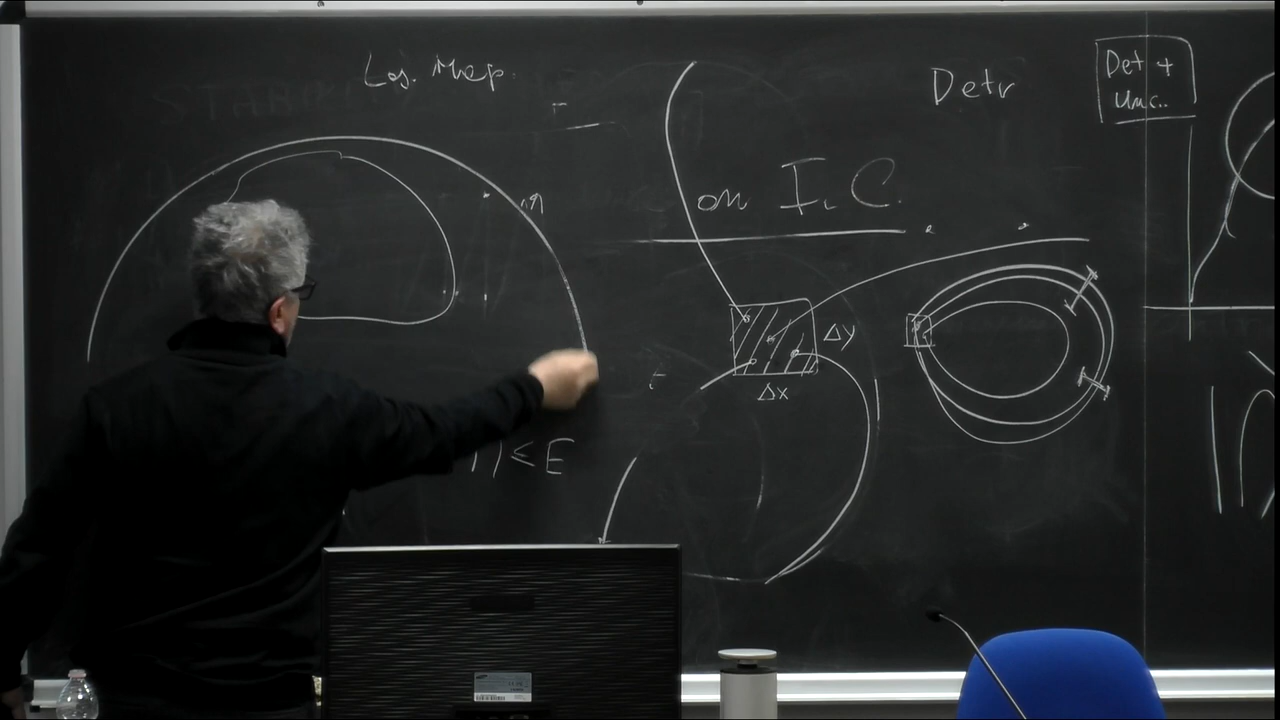 Log. Map.
Detr
Det +
Unc..
on I.C.
Δy
Δx
< E